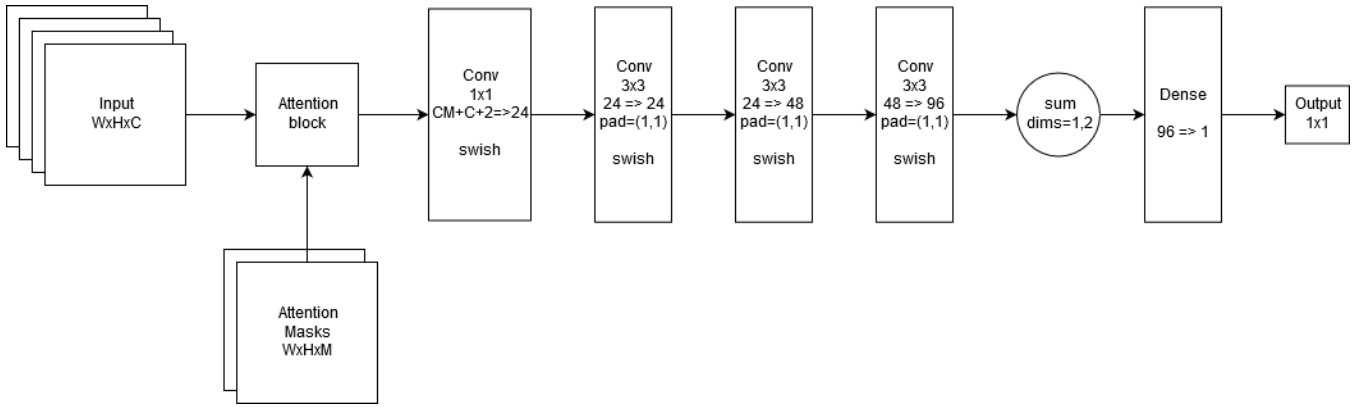 Input
WxHxC
Attention
block
Attention
Masks
WxHxM
Conv
1x1
CM+C+2=>24
swish
Conv
3x3
24 => 24
pad=(1,1)
swish
Conv
3x3
24 => 48
pad=(1,1)
swish
Conv
3x3
48 => 96
pad=(1,1)
swish
sum
dims=1,2
Dense
96 => 1
Output
1x1